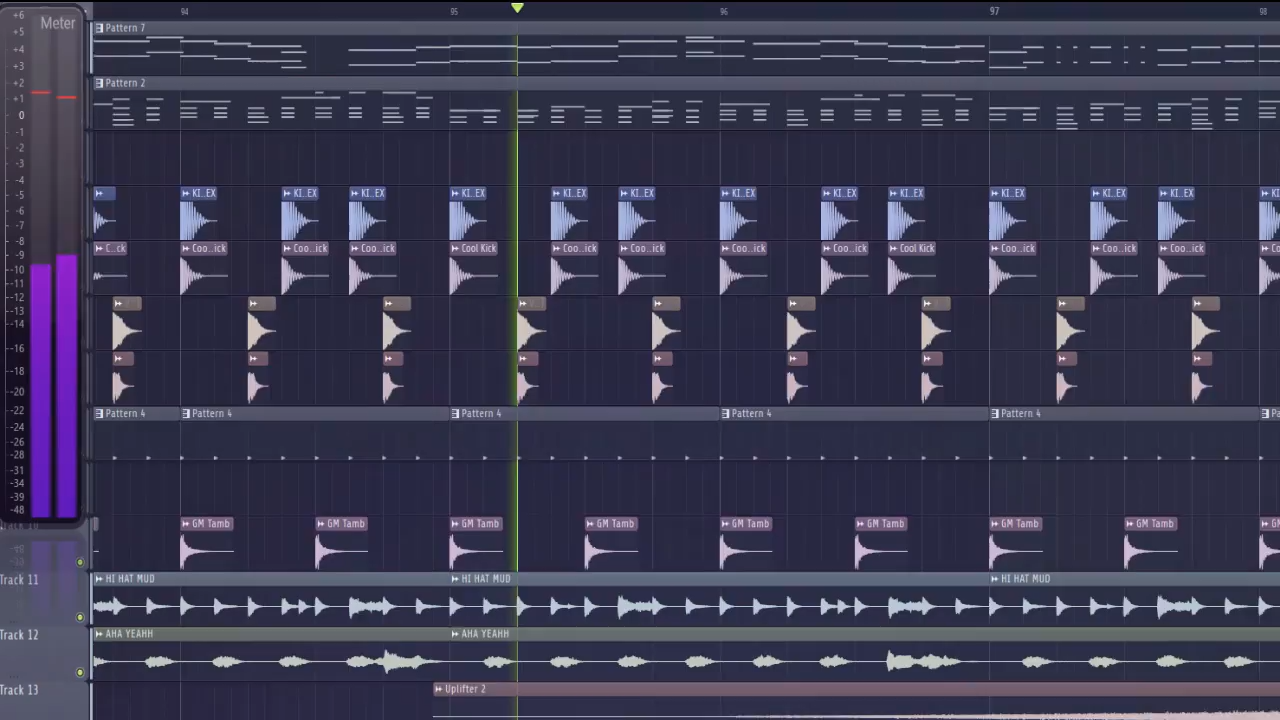 94 95 96 97 98
Meter
+6
+5
+4
+3
+2
+1
0
-1
-2
-3
-4
-5
-6
-7
-8
-9
-10
-11
-12
-13
-14
-16
-18
-20
-22
-24
-26
-28
-31
-34
-39
-48
Pattern 7
Pattern 2
KI..EX KI..EX KI..EX KI..EX KI..EX KI..EX KI..EX KI..EX KI..EX KI..EX KI..EX KI..EX
C..ck Coo..ick Coo..ick Coo..ick Cool Kick Coo..ick Coo..ick Coo..ick Coo..ick Cool Kick Coo..ick Coo..ick Coo..ick
Pattern 4 Pattern 4 Pattern 4 Pattern 4 Pattern 4
GM Tamb GM Tamb GM Tamb GM Tamb GM Tamb GM Tamb GM Tamb GM Tamb
Track 11 HI HAT MUD HI HAT MUD HI HAT MUD
Track 12 AHA YEAHH AHA YEAHH
Track 13 Uplifter 2